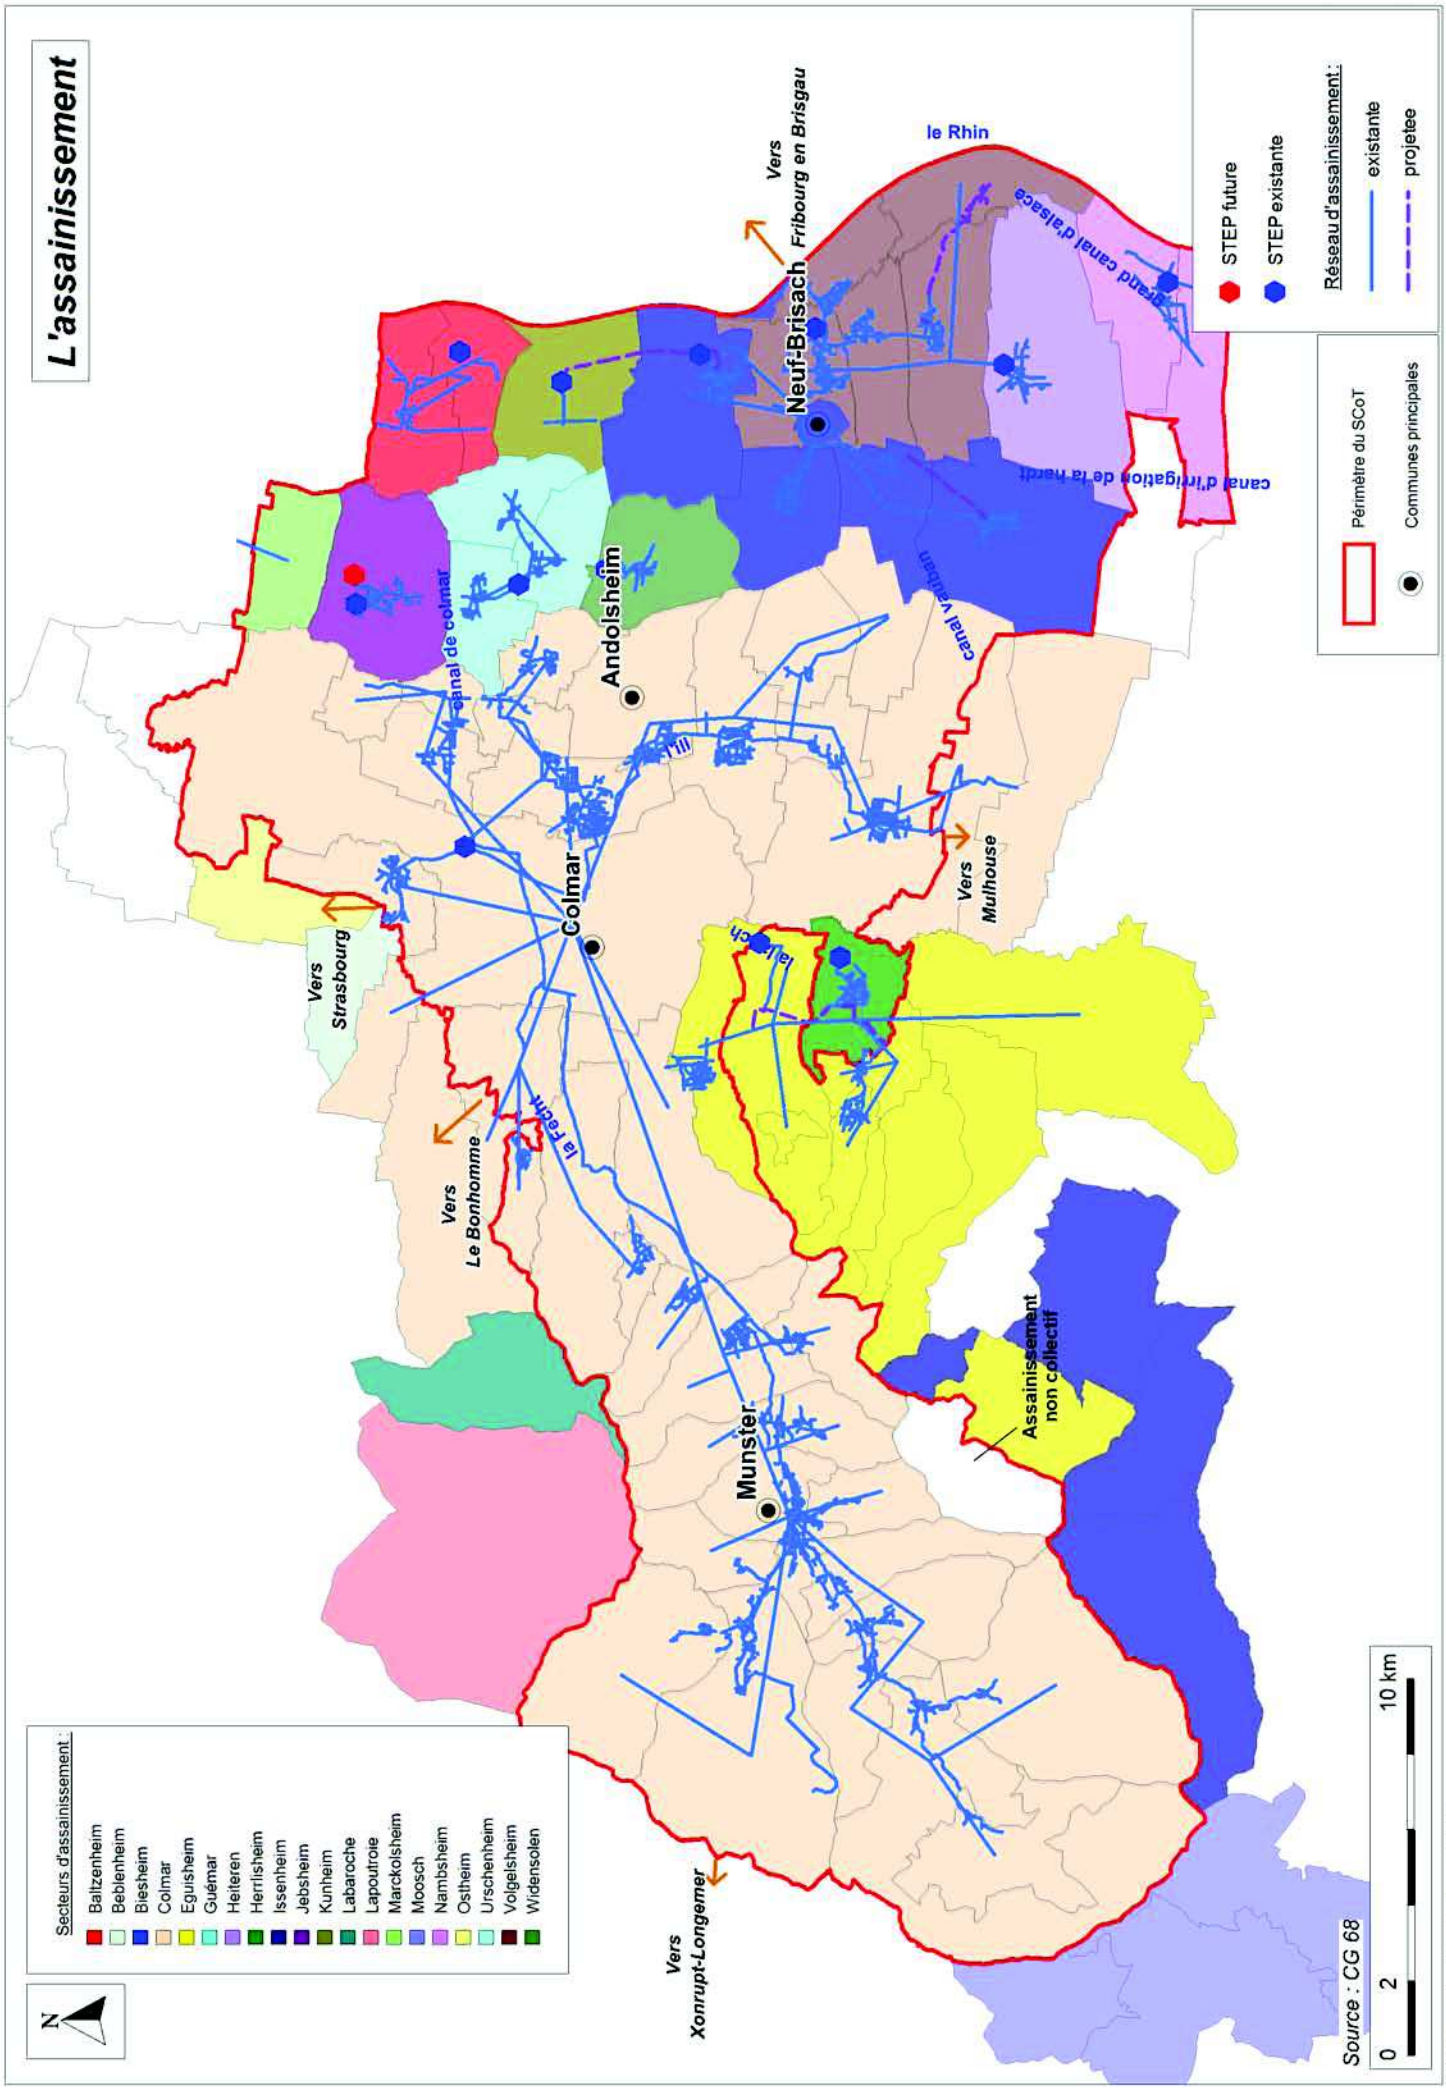 L'assainissement
N
Secteurs d'assainissement :
Baltzenheim
Beblenheim
Biesheim
Colmar
Eguisheim
Guémar
Heiteren
Herrlisheim
Issenheim
Jebsheim
Kunheim
Labaroche
Lapoutroie
Marckolsheim
Moosch
Nambsheim
Ostheim
Urschenheim
Volgelsheim
Widensolen
Vers
Strasbourg
Vers
Le Bonhomme
Vers
Xonrupt-Longemer
Vers
Mulhouse
Vers
Fribourg en Brisgau
le Rhin
canal de colmar
Andolsheim
Colmar
Neuf-Brisach
Munster
la Fecht
l'Ill
canal vauban
canal d'irrigation de la hardt
grand canal d'alsace
Assainissement
non collectif
STEP future
STEP existante
Réseau d'assainissement :
existante
projetee
Périmètre du SCoT
Communes principales
Source : CG 68
0 2 10 km